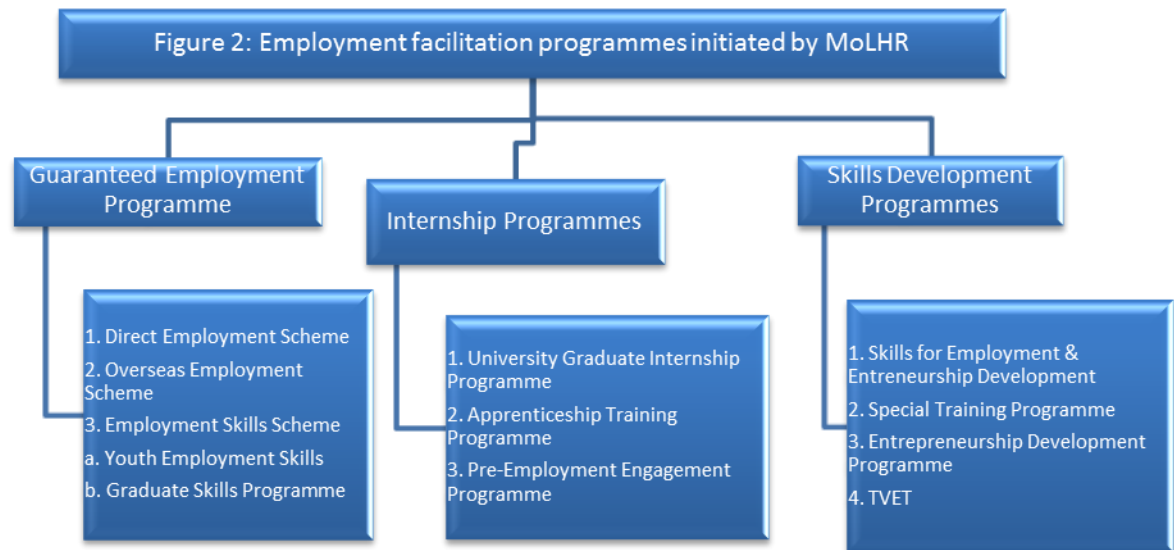 Figure 2: Employment facilitation programmes initiated by MoLHR
Guaranteed Employment
Programme
Internship Programmes
Skills Development
Programmes
1. Direct Employment Scheme
2. Overseas Employment
Scheme
3. Employment Skills Scheme
a. Youth Employment Skills
b. Graduate Skills Programme
1. University Graduate Internship
Programme
2. Apprenticeship Training
Programme
3. Pre-Employment Engagement
Programme
1. Skills for Employment &
Entreneurship Development
2. Special Training Programme
3. Entrepreneurship Development
Programme
4. TVET